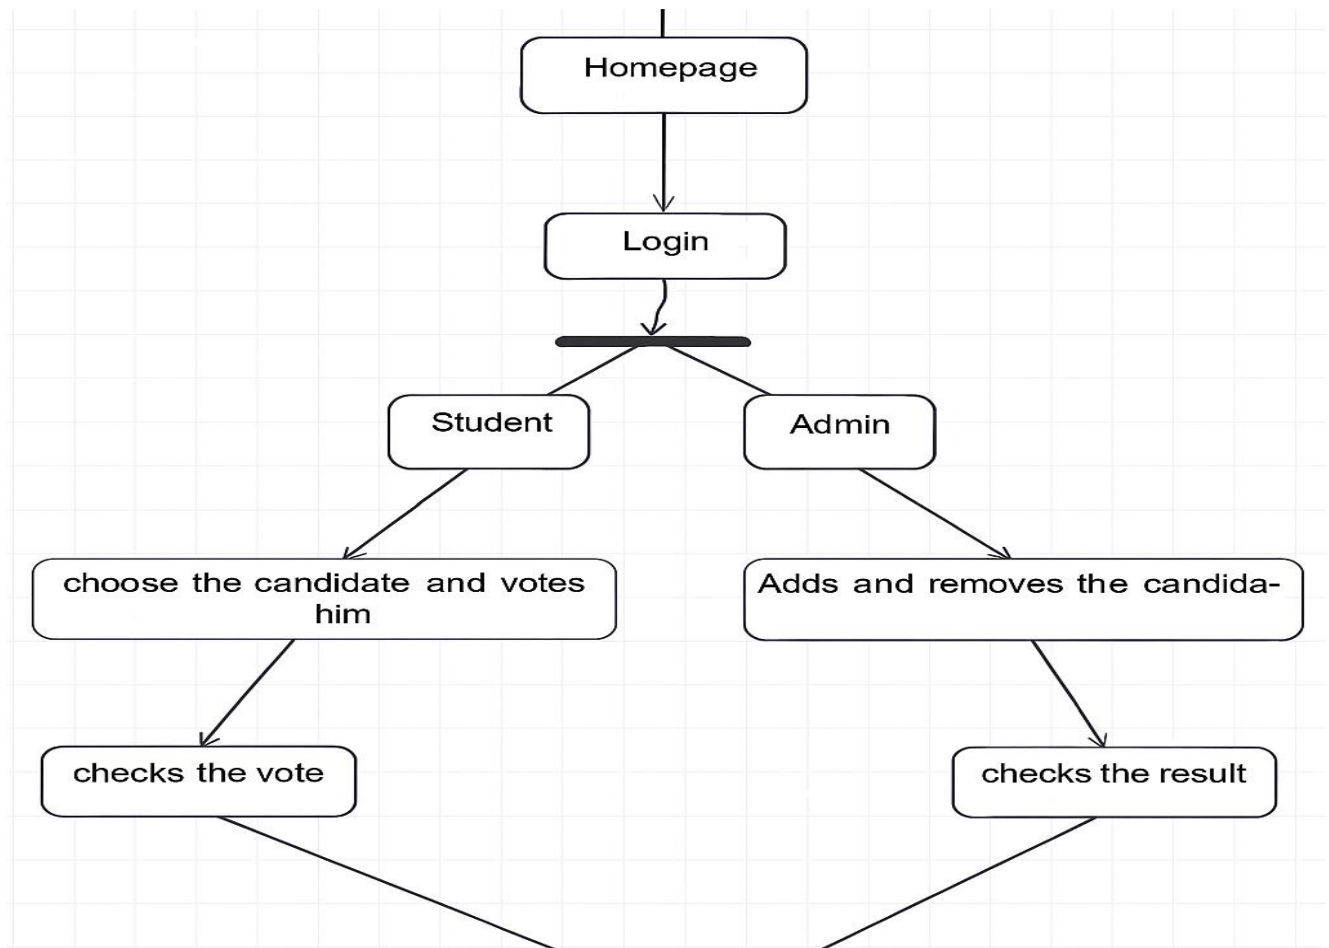 Homepage
Login
Student
Admin
choose the candidate and votes
him
Adds and removes the candida-
checks the vote
checks the result